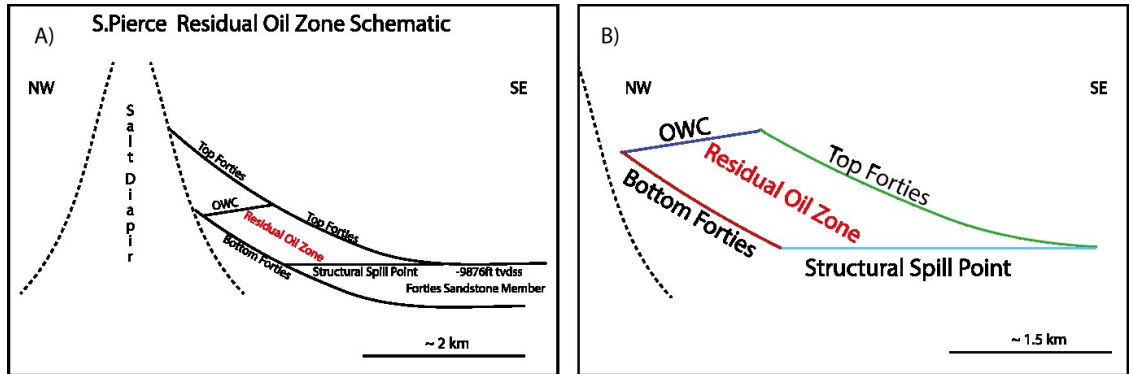 A)
S.Pierce Residual Oil Zone Schematic
NW
SE
Salt Diapir
Top Forties
OWC
Top Forties
Residual Oil Zone
Bottom Forties
Structural Spill Point
-9876ft tvdss
Forties Sandstone Member
~ 2 km
B)
NW
SE
OWC
Residual Oil Zone
Top Forties
Bottom Forties
Structural Spill Point
~ 1.5 km